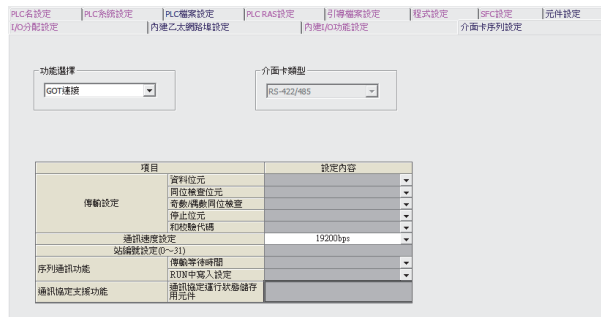 PLC名設定 PLC系統設定 PLC檔案設定 PLC RAS設定 引導檔案設定 程式設定 SFC設定 元件設定
I/O分配設定 內建乙太網路埠設定 內建I/O功能設定 介面卡序列設定
功能選擇 介面卡類型
GOT連接 RS-422/485
項目 設定內容
資料位元
同位檢查位元
傳輸設定 奇數/偶數同位檢查
停止位元
和校驗代碼
通訊速度設定 19200bps
站編號設定(0~31)
序列通訊功能 傳輸等待時間
RUN中寫入設定
通訊協定支援功能 通訊協定運行狀態儲存
用元件